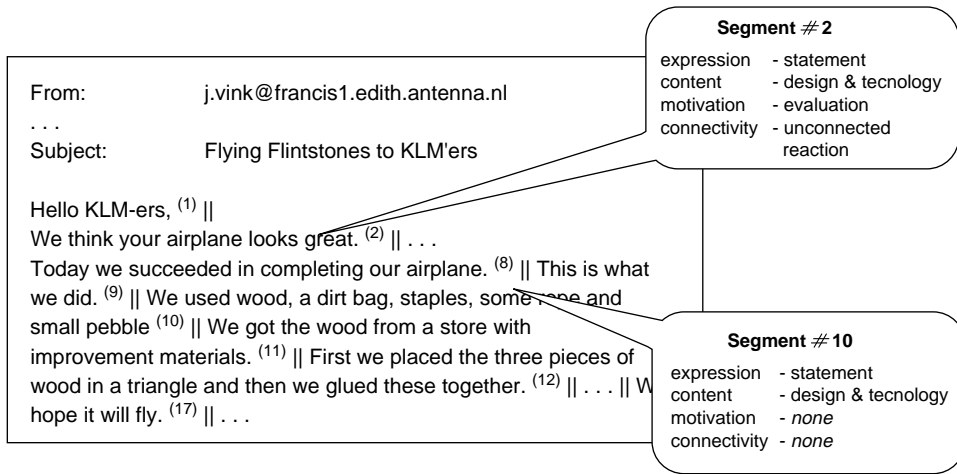 Segment #2
expression - statement
content - design & tecnology
motivation - evaluation
connectivity - unconnected
reaction
From: j.vink@francis1.edith.antenna.nl
. . .
Subject: Flying Flintstones to KLM'ers
Hello KLM-ers, (1) ||
We think your airplane looks great. (2) || . . .
Today we succeeded in completing our airplane. (8) || This is what
we did. (9) || We used wood, a dirt bag, staples, some rope and
small pebble (10) || We got the wood from a store with
improvement materials. (11) || First we placed the three pieces of
wood in a triangle and then we glued these together. (12) || . . . || W
hope it will fly. (17) || . . .
Segment #10
expression - statement
content - design & tecnology
motivation - none
connectivity - none